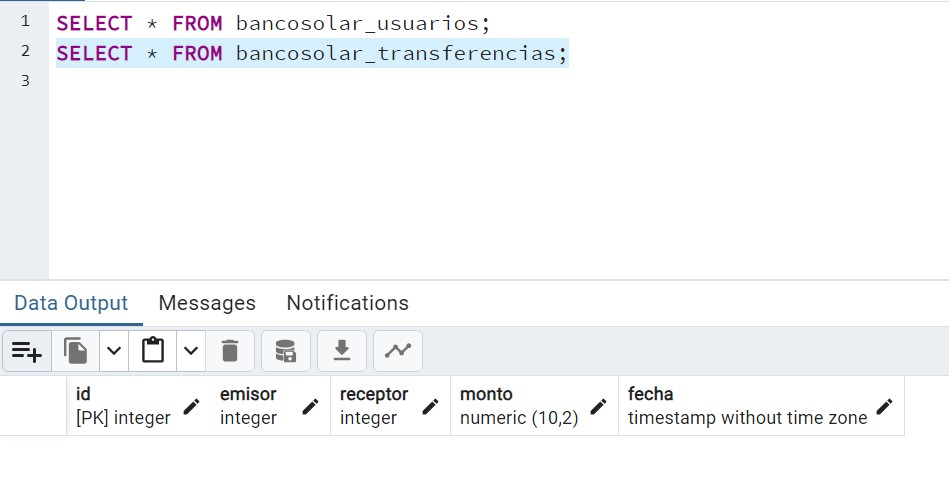 1 SELECT * FROM bancosolar_usuarios;
2 SELECT * FROM bancosolar_transferencias;
3
Data Output Messages Notifications
id emisor receptor monto fecha
[PK] integer integer integer numeric (10,2) timestamp without time zone